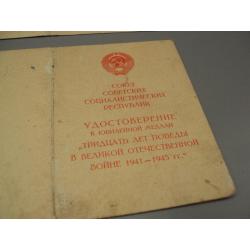 СОЮЗ
СОВЕТСКИХ
СОЦИАЛИСТИЧЕСКИХ
РЕСПУБЛИК
УДОСТОВЕРЕНИЕ
К ЮБИЛЕЙНОЙ МЕДАЛИ
„ТРИДЦАТЬ ЛЕТ ПОБЕДЫ
В ВЕЛИКОЙ ОТЕЧЕСТВЕННОЙ
ВОЙНЕ 1941—1945 гг."